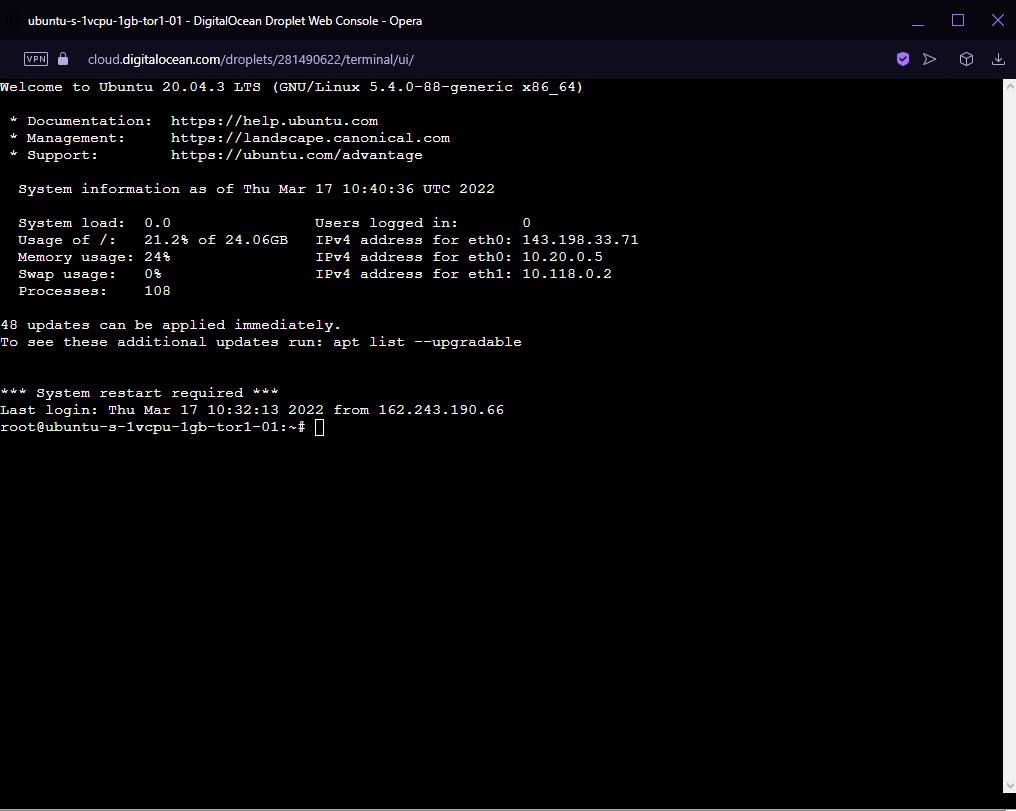 ubuntu-s-1vcpu-1gb-tor1-01 - DigitalOcean Droplet Web Console - Opera
VPN cloud.digitalocean.com/droplets/281490622/terminal/ui/
Welcome to Ubuntu 20.04.3 LTS (GNU/Linux 5.4.0-88-generic x86_64)
* Documentation:  https://help.ubuntu.com
* Management:     https://landscape.canonical.com
* Support:        https://ubuntu.com/advantage
System information as of Thu Mar 17 10:40:36 UTC 2022
System load:  0.0                Users logged in:       0
Usage of /:   21.2% of 24.06GB   IPv4 address for eth0: 143.198.33.71
Memory usage: 24%                IPv4 address for eth0: 10.20.0.5
Swap usage:   0%                 IPv4 address for eth1: 10.118.0.2
Processes:    108
48 updates can be applied immediately.
To see these additional updates run: apt list --upgradable
*** System restart required ***
Last login: Thu Mar 17 10:32:13 2022 from 162.243.190.66
root@ubuntu-s-1vcpu-1gb-tor1-01:~#